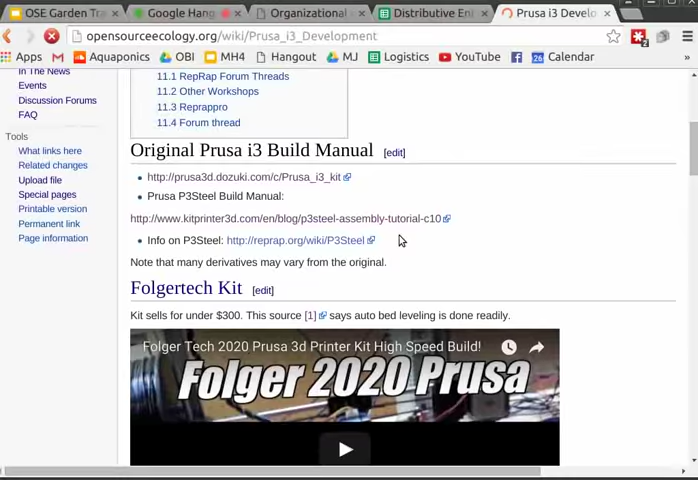 OSE Garden Tra
Google Hang
Organizational
Distributive En
Prusa i3 Develo
opensourceecology.org/wiki/Prusa_i3_Development
Apps
Aquaponics
OBI
MH4
Hangout
MJ
Logistics
YouTube
26
Calendar
»
In The News
Events
Discussion Forums
FAQ
Tools
What links here
Related changes
Upload file
Special pages
Printable version
Permanent link
Page information
11.1 RepRap Forum Threads
11.2 Other Workshops
11.3 Reprappro
11.4 Forum thread
Original Prusa i3 Build Manual [edit]
http://prusa3d.dozuki.com/c/Prusa_i3_kit
Prusa P3Steel Build Manual:
http://www.kitprinter3d.com/en/blog/p3steel-assembly-tutorial-c10
Info on P3Steel: http://reprap.org/wiki/P3Steel
Note that many derivatives may vary from the original.
Folgertech Kit [edit]
Kit sells for under $300. This source [1] says auto bed leveling is done readily.
Folger Tech 2020 Prusa 3d Printer Kit High Speed Build!
Folger 2020 Prusa